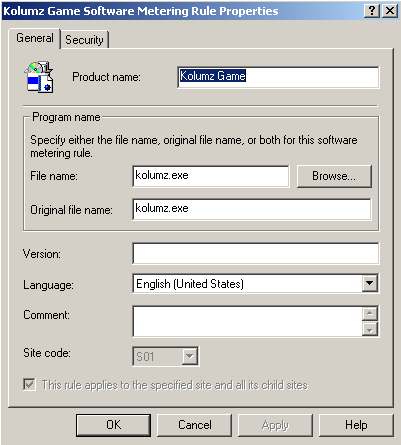 Kolumz Game Software Metering Rule Properties
General Security
Product name: Kolumz Game
Program name
Specify either the file name, original file name, or both for this software
metering rule.
File name: kolumz.exe Browse...
Original file name: kolumz.exe
Version:
Language: English (United States)
Comment:
Site code: S01
This rule applies to the specified site and all its child sites
OK Cancel Apply Help